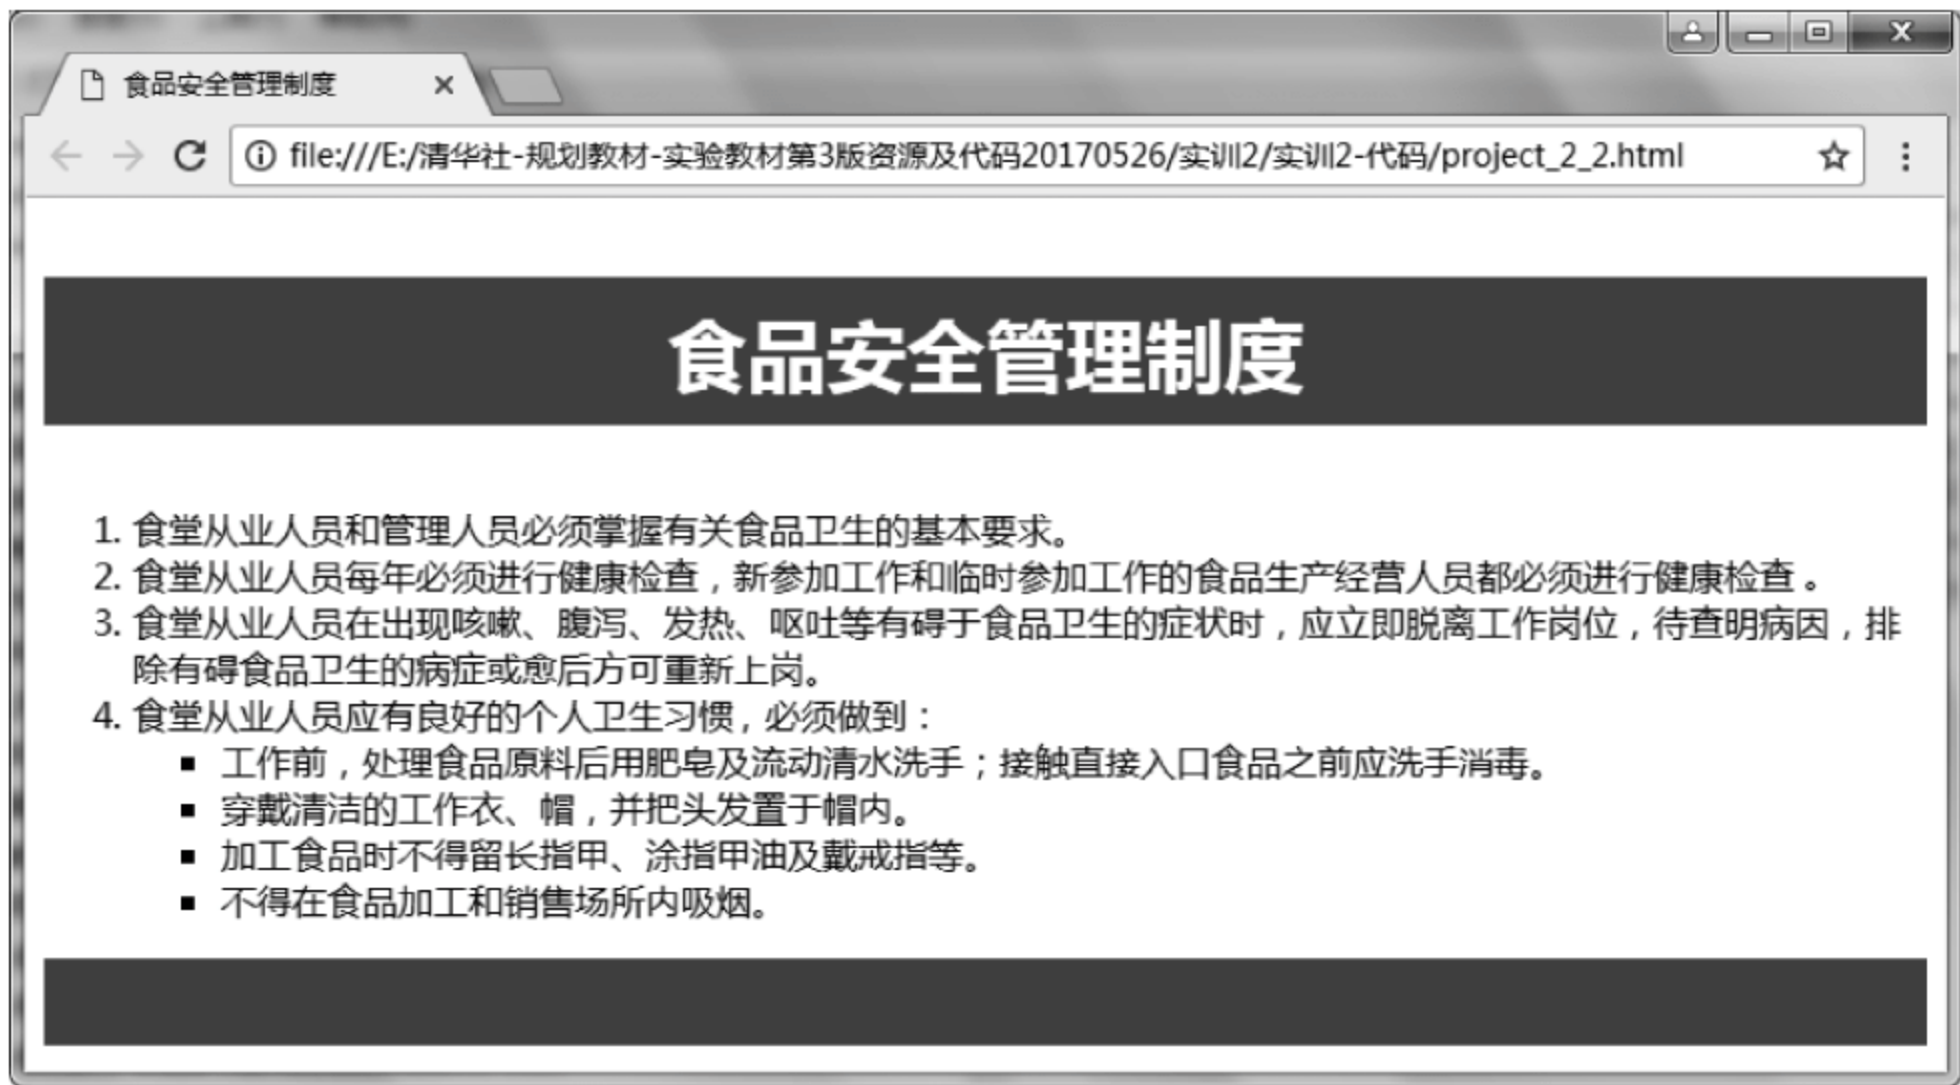 食品安全管理制度
file:///E:/清华社-规划教材-实验教材第3版资源及代码20170526/实训2/实训2-代码/project_2_2.html
食品安全管理制度
1. 食堂从业人员和管理人员必须掌握有关食品卫生的基本要求。
2. 食堂从业人员每年必须进行健康检查，新参加工作和临时参加工作的食品生产经营人员都必须进行健康检查。
3. 食堂从业人员在出现咳嗽、腹泻、发热、呕吐等有碍于食品卫生的症状时，应立即脱离工作岗位，待查明病因，排
除有碍食品卫生的病症或愈后方可重新上岗。
4. 食堂从业人员应有良好的个人卫生习惯，必须做到：
▪ 工作前，处理食品原料后用肥皂及流动清水洗手；接触直接入口食品之前应洗手消毒。
▪ 穿戴清洁的工作衣、帽，并把头发置于帽内。
▪ 加工食品时不得留长指甲、涂指甲油及戴戒指等。
▪ 不得在食品加工和销售场所内吸烟。